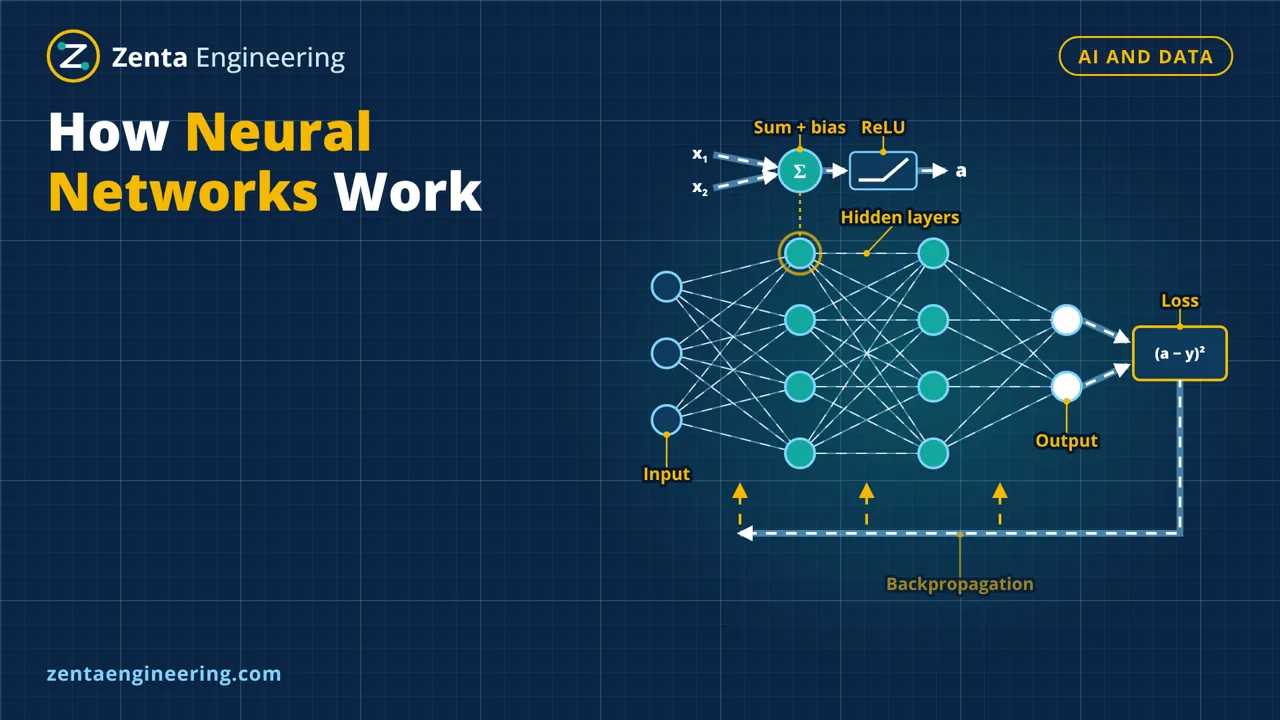 Zenta Engineering
AI AND DATA
How Neural
Networks Work
Sum + bias ReLU
x₁
Σ
a
x₂
Hidden layers
Loss
(a − y)²
Output
Input
Backpropagation
zentaengineering.com